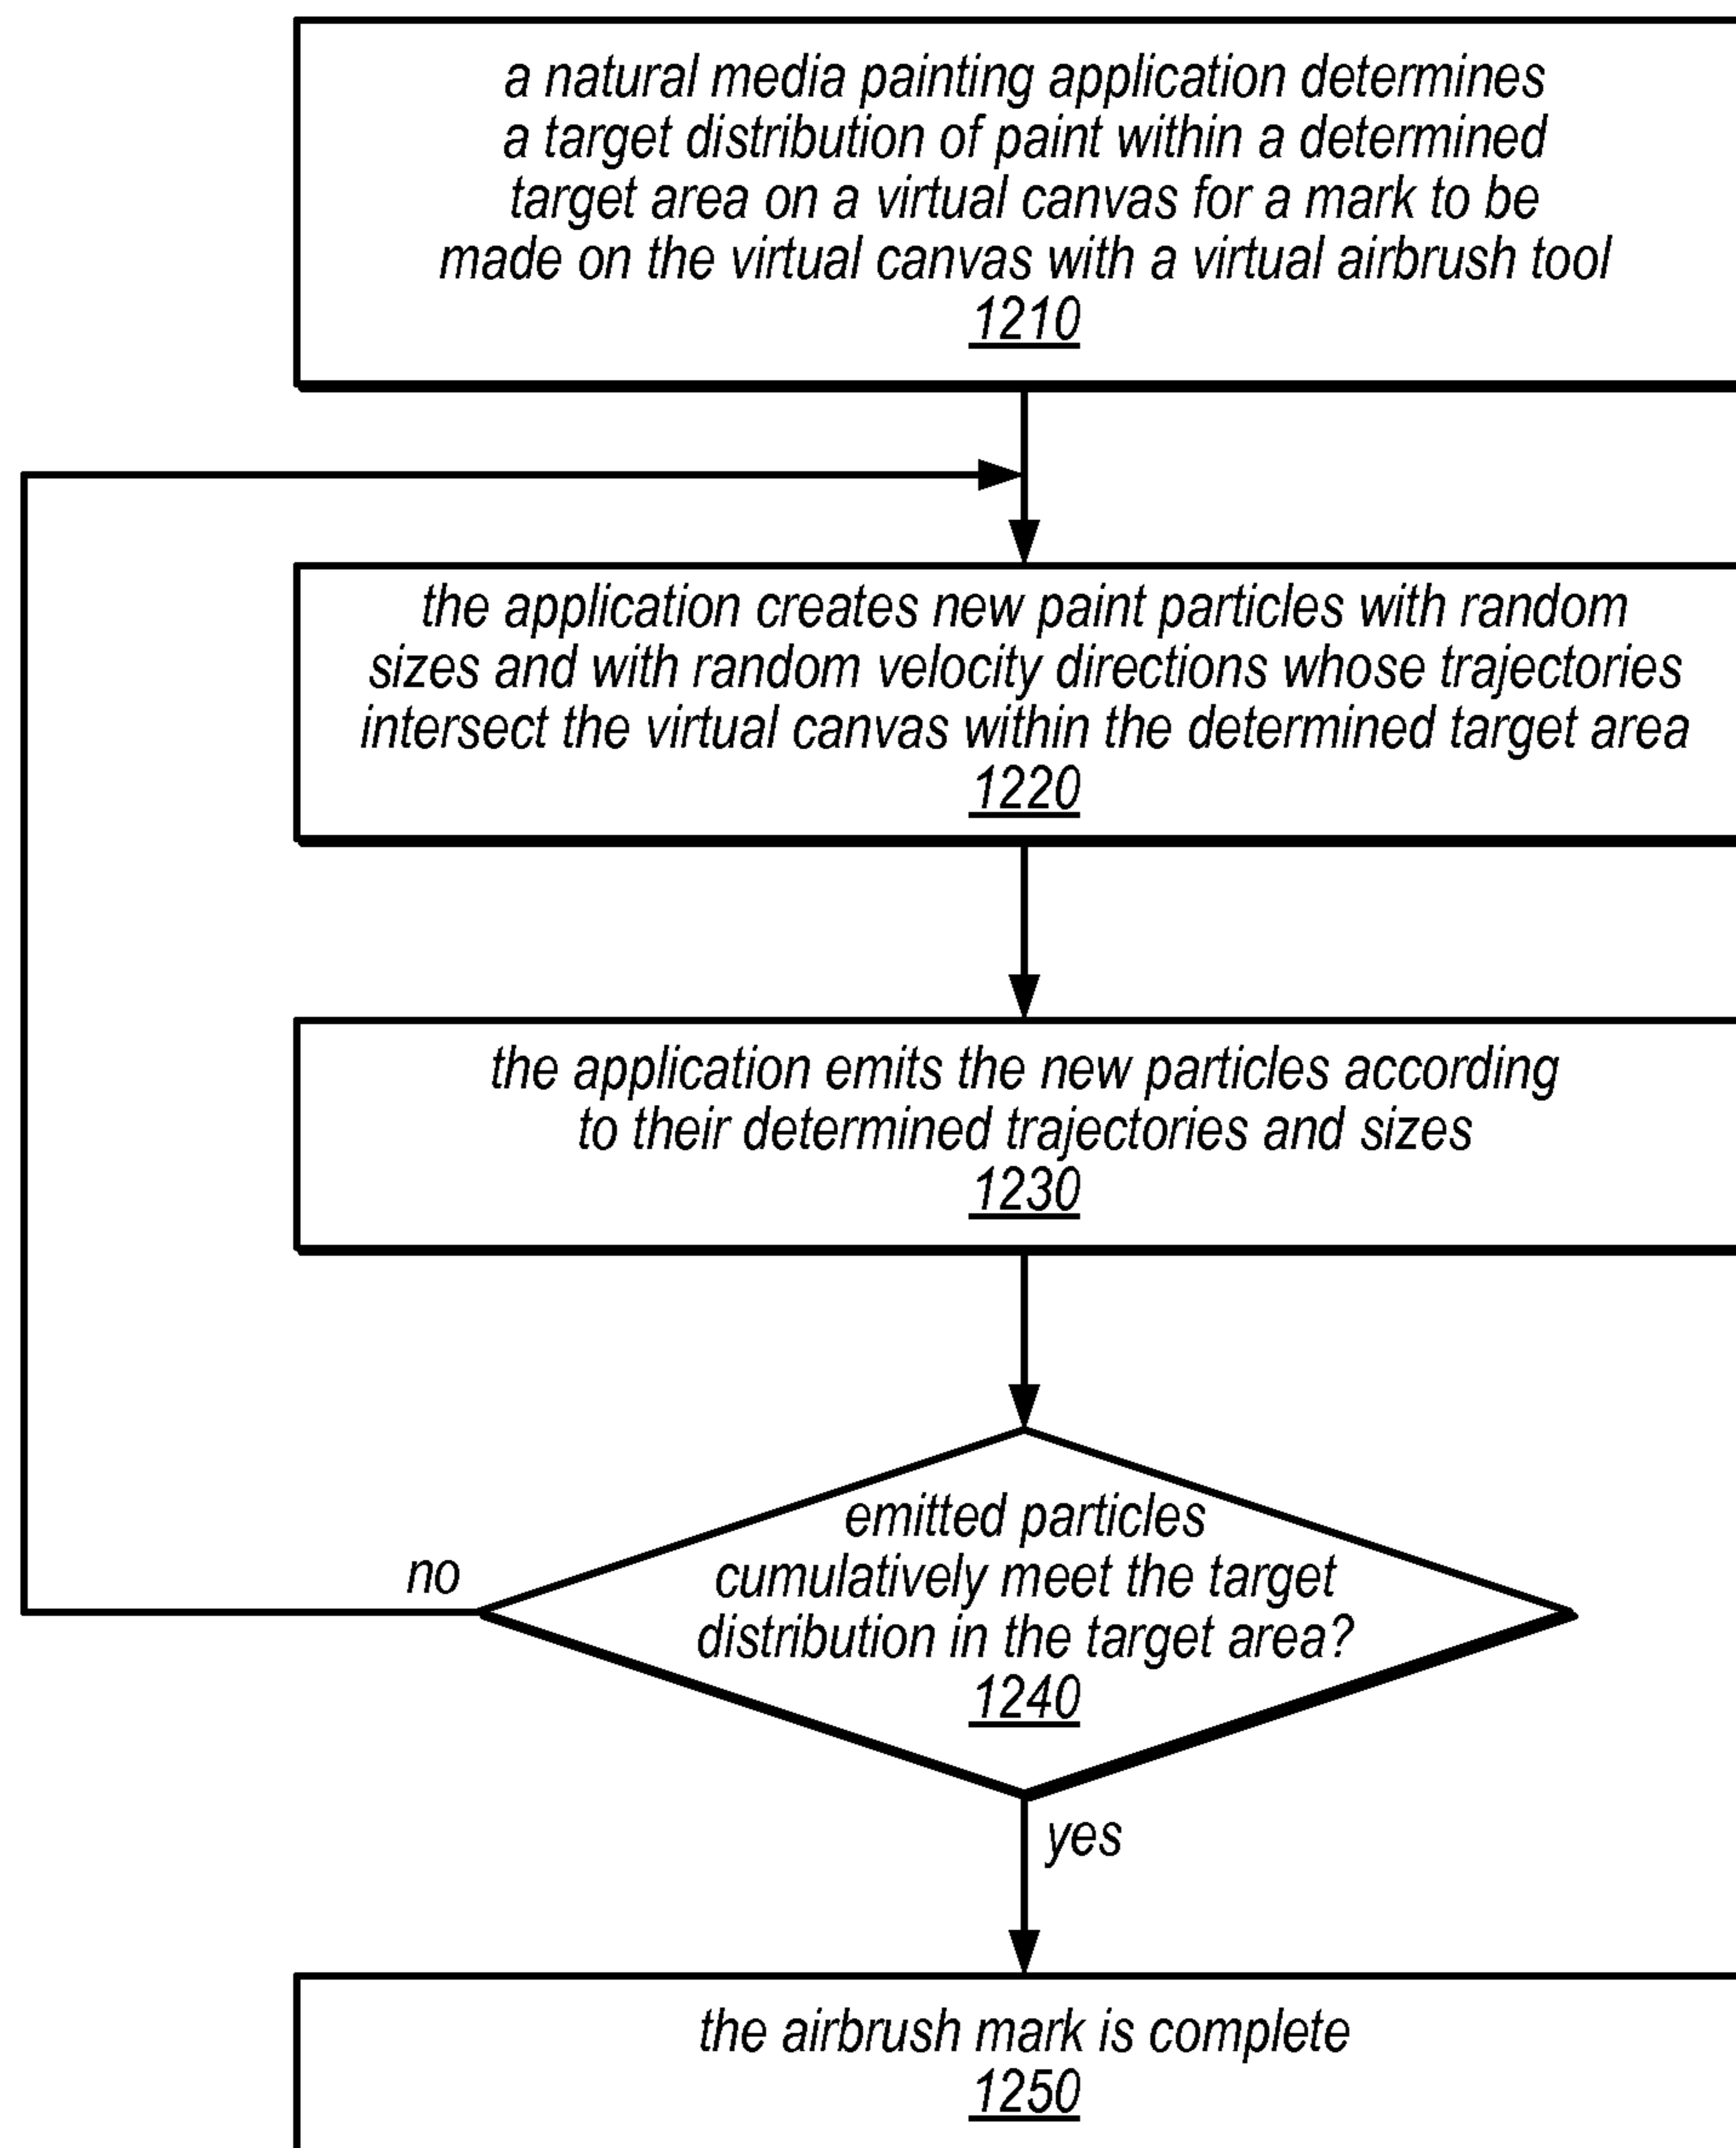 a natural media painting application determines
a target distribution of paint within a determined
target area on a virtual canvas for a mark to be
made on the virtual canvas with a virtual airbrush tool
1210
the application creates new paint particles with random
sizes and with random velocity directions whose trajectories
intersect the virtual canvas within the determined target area
1220
the application emits the new particles according
to their determined trajectories and sizes
1230
emitted particles
cumulatively meet the target
distribution in the target area?
1240
no
yes
the airbrush mark is complete
1250